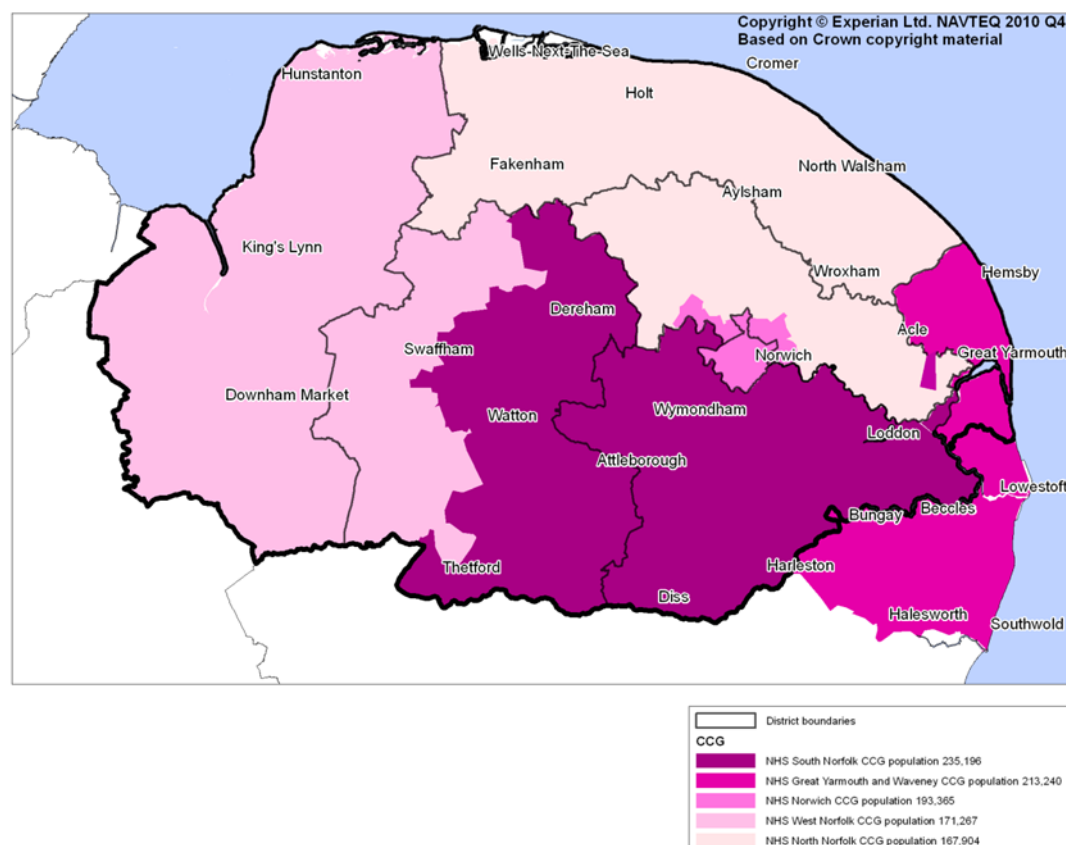 Copyright © Experian Ltd. NAVTEQ 2010 Q4
Based on Crown copyright material
Wells-Next-The-Sea
Cromer
Hunstanton
Holt
Fakenham
North Walsham
Aylsham
King's Lynn
Wroxham
Hemsby
Dereham
Acle
Swaffham
Norwich
Great Yarmouth
Downham Market
Watton
Wymondham
Loddon
Attleborough
Lowestoft
Beccles
Bungay
Thetford
Harleston
Diss
Halesworth
Southwold
District boundaries
CCG
NHS South Norfolk CCG population 235,196
NHS Great Yarmouth and Waveney CCG population 213,240
NHS Norwich CCG population 193,365
NHS West Norfolk CCG population 171,267
NHS North Norfolk CCG population 167,904